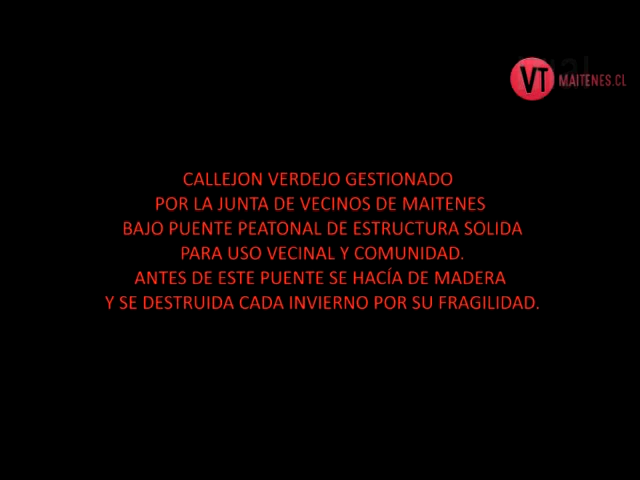 VT MAITENES.CL
CALLEJON VERDEJO GESTIONADO
POR LA JUNTA DE VECINOS DE MAITENES
BAJO PUENTE PEATONAL DE ESTRUCTURA SOLIDA
PARA USO VECINAL Y COMUNIDAD.
ANTES DE ESTE PUENTE SE HACÍA DE MADERA
Y SE DESTRUIDA CADA INVIERNO POR SU FRAGILIDAD.